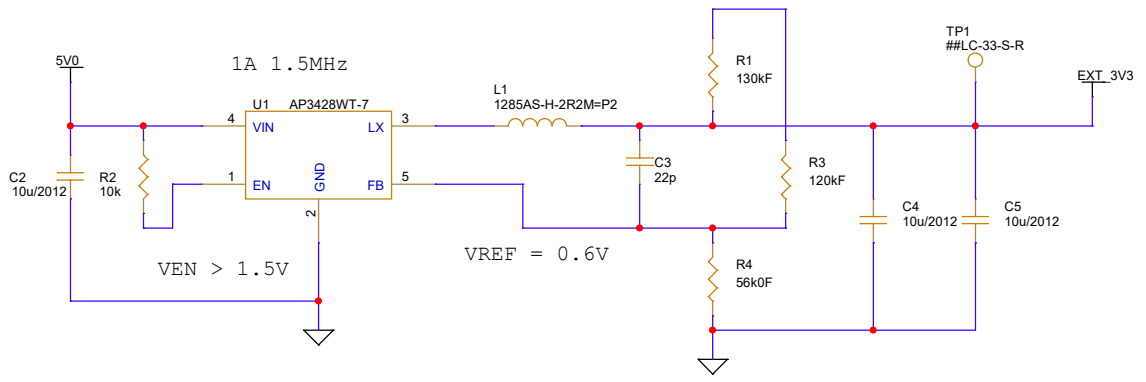 5V0
1A 1.5MHz
U1 AP3428WT-7
4 VIN LX 3
1 EN GND FB 5
2
C2
10u/2012
R2
10k
VEN > 1.5V
L1
1285AS-H-2R2M=P2
C3
22p
VREF = 0.6V
R1
130kF
R3
120kF
R4
56k0F
TP1
##LC-33-S-R
EXT_3V3
C4
10u/2012
C5
10u/2012